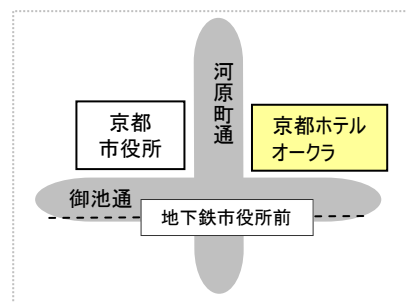 河原町通
京都
市役所
京都ホテル
オークラ
御池通
地下鉄市役所前